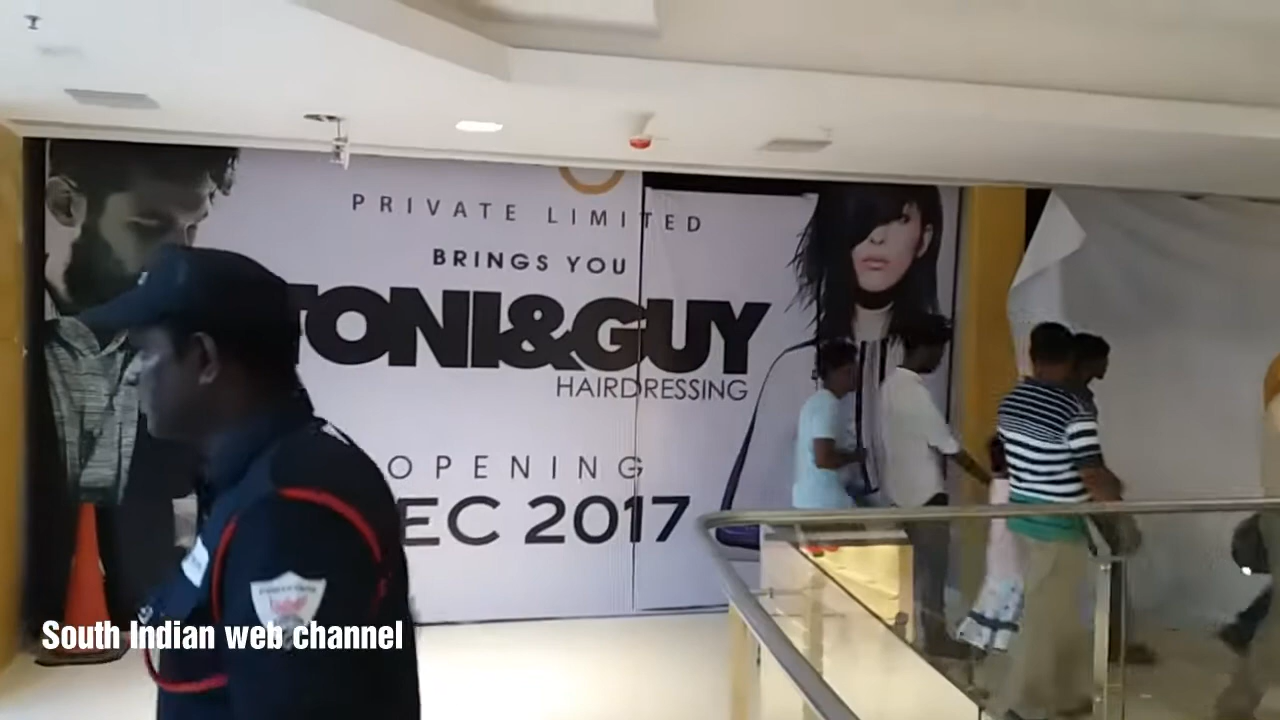 PRIVATE LIMITED
BRINGS YOU
TONI&GUY
HAIRDRESSING
OPENING
EC 2017
South Indian web channel